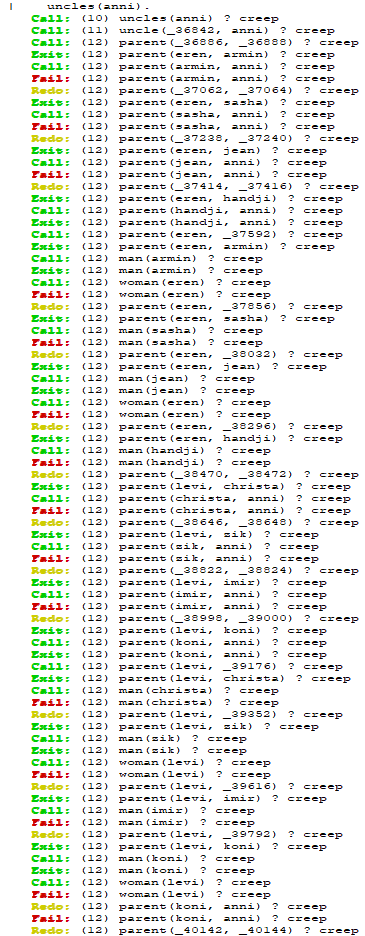 |    uncles(anni).
Call: (10) uncles(anni) ? creep
Call: (11) uncle(_36842, anni) ? creep
Call: (12) parent(_36886, _36888) ? creep
Exit: (12) parent(eren, armin) ? creep
Call: (12) parent(armin, anni) ? creep
Fail: (12) parent(armin, anni) ? creep
Redo: (12) parent(_37062, _37064) ? creep
Exit: (12) parent(eren, sasha) ? creep
Call: (12) parent(sasha, anni) ? creep
Fail: (12) parent(sasha, anni) ? creep
Redo: (12) parent(_37238, _37240) ? creep
Exit: (12) parent(eren, jean) ? creep
Call: (12) parent(jean, anni) ? creep
Fail: (12) parent(jean, anni) ? creep
Redo: (12) parent(_37414, _37416) ? creep
Exit: (12) parent(eren, handji) ? creep
Call: (12) parent(handji, anni) ? creep
Exit: (12) parent(handji, anni) ? creep
Call: (12) parent(eren, _37592) ? creep
Exit: (12) parent(eren, armin) ? creep
Call: (12) man(armin) ? creep
Exit: (12) man(armin) ? creep
Call: (12) woman(eren) ? creep
Fail: (12) woman(eren) ? creep
Redo: (12) parent(eren, _37856) ? creep
Exit: (12) parent(eren, sasha) ? creep
Call: (12) man(sasha) ? creep
Fail: (12) man(sasha) ? creep
Redo: (12) parent(eren, _38032) ? creep
Exit: (12) parent(eren, jean) ? creep
Call: (12) man(jean) ? creep
Exit: (12) man(jean) ? creep
Call: (12) woman(eren) ? creep
Fail: (12) woman(eren) ? creep
Redo: (12) parent(eren, _38296) ? creep
Exit: (12) parent(eren, handji) ? creep
Call: (12) man(handji) ? creep
Fail: (12) man(handji) ? creep
Redo: (12) parent(_38470, _38472) ? creep
Exit: (12) parent(levi, christa) ? creep
Call: (12) parent(christa, anni) ? creep
Fail: (12) parent(christa, anni) ? creep
Redo: (12) parent(_38646, _38648) ? creep
Exit: (12) parent(levi, zik) ? creep
Call: (12) parent(zik, anni) ? creep
Fail: (12) parent(zik, anni) ? creep
Redo: (12) parent(_38822, _38824) ? creep
Exit: (12) parent(levi, imir) ? creep
Call: (12) parent(imir, anni) ? creep
Fail: (12) parent(imir, anni) ? creep
Redo: (12) parent(_38998, _39000) ? creep
Exit: (12) parent(levi, koni) ? creep
Call: (12) parent(koni, anni) ? creep
Exit: (12) parent(koni, anni) ? creep
Call: (12) parent(levi, _39176) ? creep
Exit: (12) parent(levi, christa) ? creep
Call: (12) man(christa) ? creep
Fail: (12) man(christa) ? creep
Redo: (12) parent(levi, _39352) ? creep
Exit: (12) parent(levi, zik) ? creep
Call: (12) man(zik) ? creep
Exit: (12) man(zik) ? creep
Call: (12) woman(levi) ? creep
Fail: (12) woman(levi) ? creep
Redo: (12) parent(levi, _39616) ? creep
Exit: (12) parent(levi, imir) ? creep
Call: (12) man(imir) ? creep
Fail: (12) man(imir) ? creep
Redo: (12) parent(levi, _39792) ? creep
Exit: (12) parent(levi, koni) ? creep
Call: (12) man(koni) ? creep
Exit: (12) man(koni) ? creep
Call: (12) woman(levi) ? creep
Fail: (12) woman(levi) ? creep
Redo: (12) parent(koni, anni) ? creep
Fail: (12) parent(koni, anni) ? creep
Redo: (12) parent(_40142, _40144) ? creep